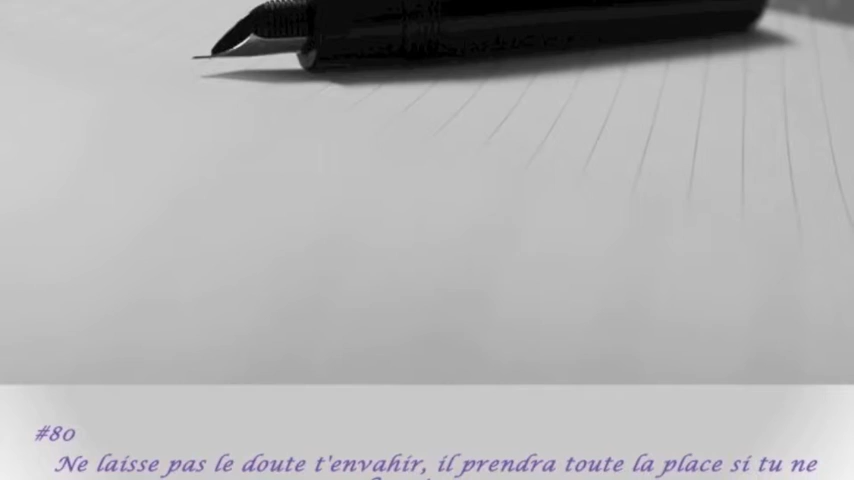 #80
Ne laisse pas le doute t'envahir, il prendra toute la place si tu ne